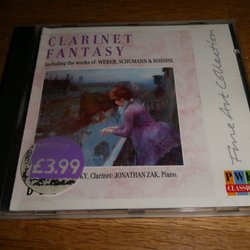 CLARINET
FANTASY
Including the works of: WEBER, SCHUMANN & ROSSINI
£3.99
KY, Clarinet: JONATHAN ZAK, Piano.
D
Fine Art Collection
PWK
CLASSICS